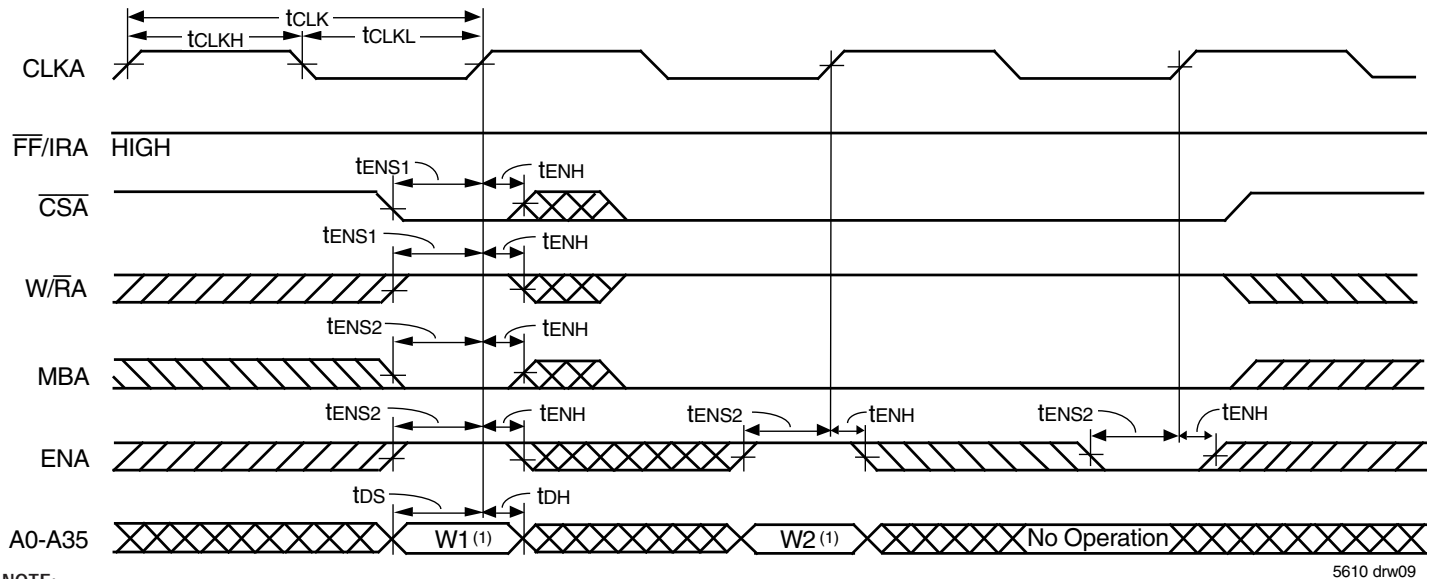 tCLK
tCLKH tCLKL
CLKA
FF/IRA HIGH
tENS1 tENH
CSA
tENS1 tENH
W/RA
tENS2 tENH
MBA
tENS2 tENH tENS2 tENH tENS2 tENH
ENA
tDS tDH
A0-A35 W1 (1) W2 (1) No Operation
NOTE:
5610 drw09